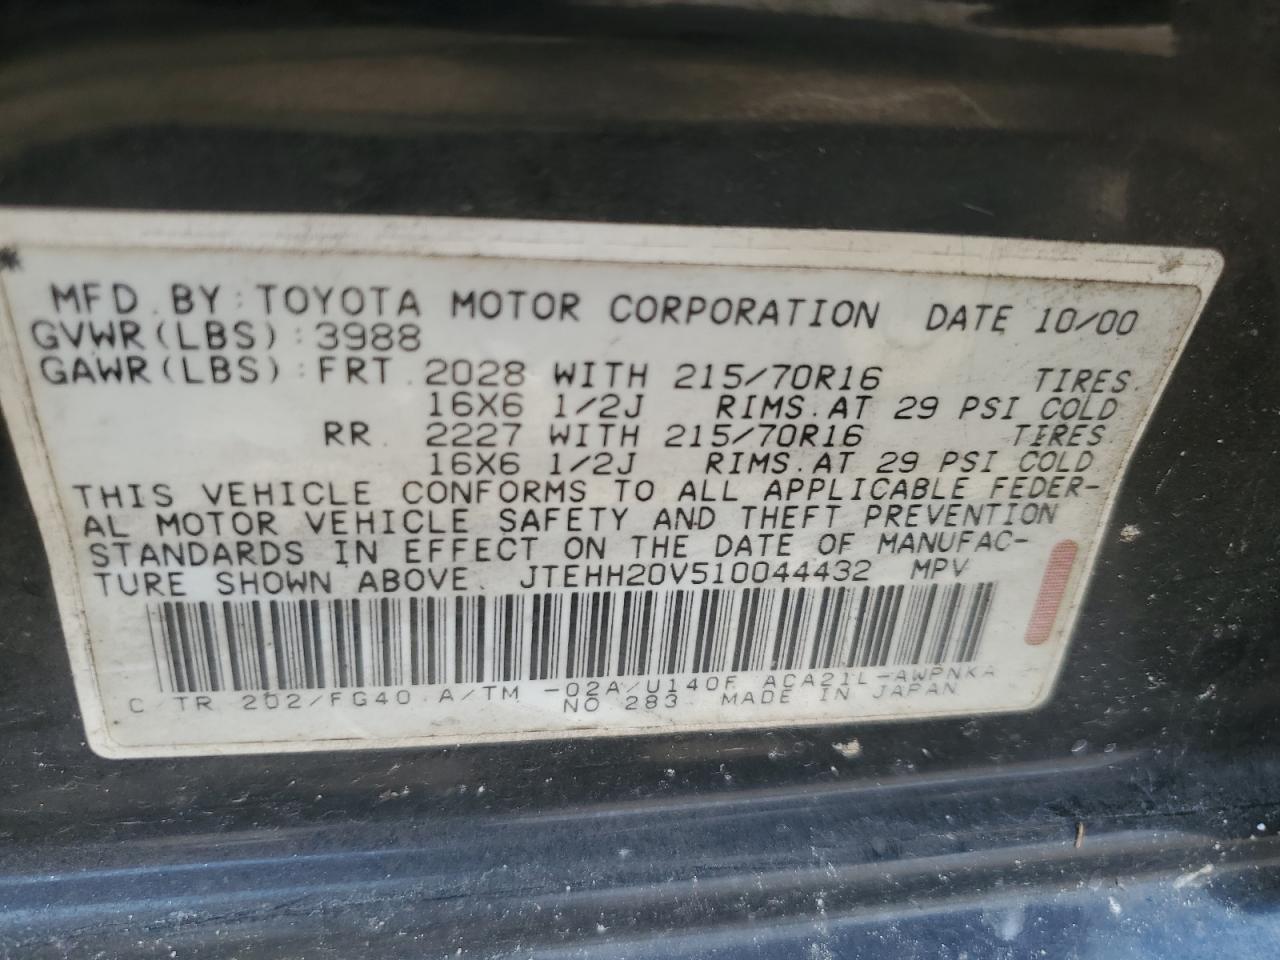 MFD. BY: TOYOTA MOTOR CORPORATION DATE 10/00
GVWR(LBS): 3988
GAWR(LBS): FRT. 2028 WITH 215/70R16 TIRES.
16X6 1/2J RIMS. AT 29 PSI COLD
RR. 2227 WITH 215/70R16 TIRES
16X6 1/2J RIMS. AT 29 PSI COLD
THIS VEHICLE CONFORMS TO ALL APPLICABLE FEDER-
AL MOTOR VEHICLE SAFETY AND THEFT PREVENTION
STANDARDS IN EFFECT ON THE DATE OF MANUFAC-
TURE SHOWN ABOVE. JTEHH20V510044432 MPV
C/TR 202/FG40 A/TM -02A/U140F ACA21L-AWPNKA
NO 283 MADE IN JAPAN